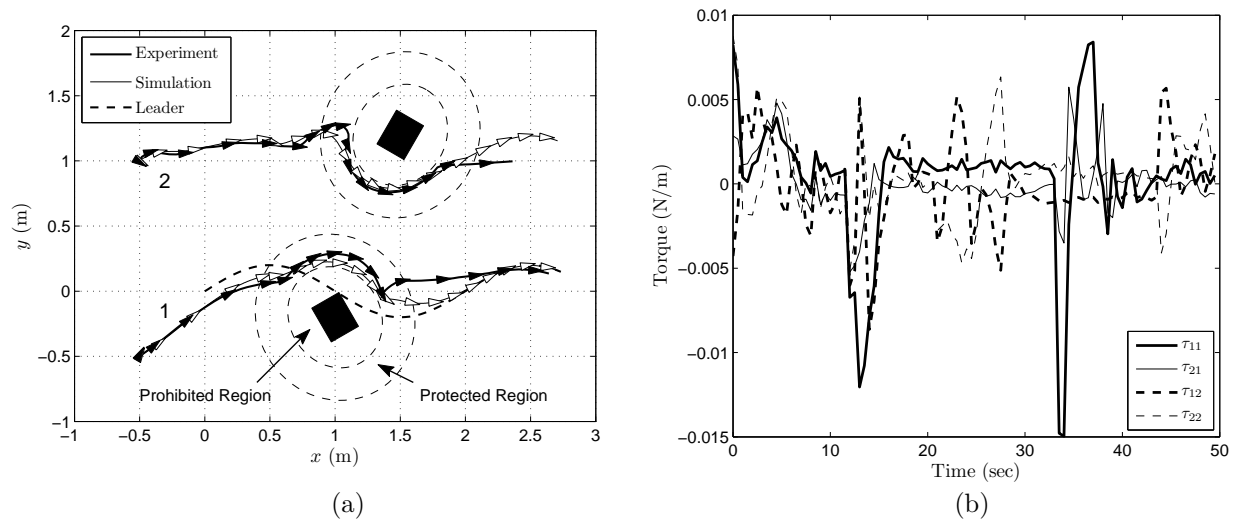 2
1.5
1
0.5
0
−0.5
−1
−1
−0.5
0
0.5
1
1.5
2
2.5
3
y (m)
x (m)
Experiment
Simulation
Leader
2
1
Prohibited Region
Protected Region
(a)
0.01
0.005
0
−0.005
−0.01
−0.015
0
10
20
30
40
50
Torque (N/m)
Time (sec)
τ11
τ21
τ12
τ22
(b)